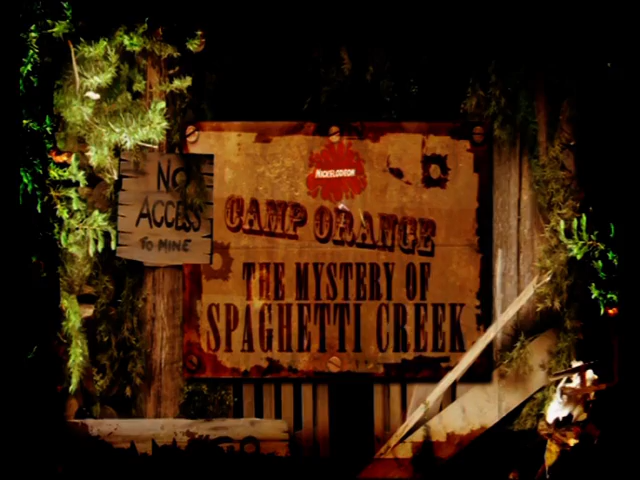 NO
ACCESS
TO MINE
NICKELODEON
CAMP ORANGE
THE MYSTERY OF
SPAGHETTI CREEK